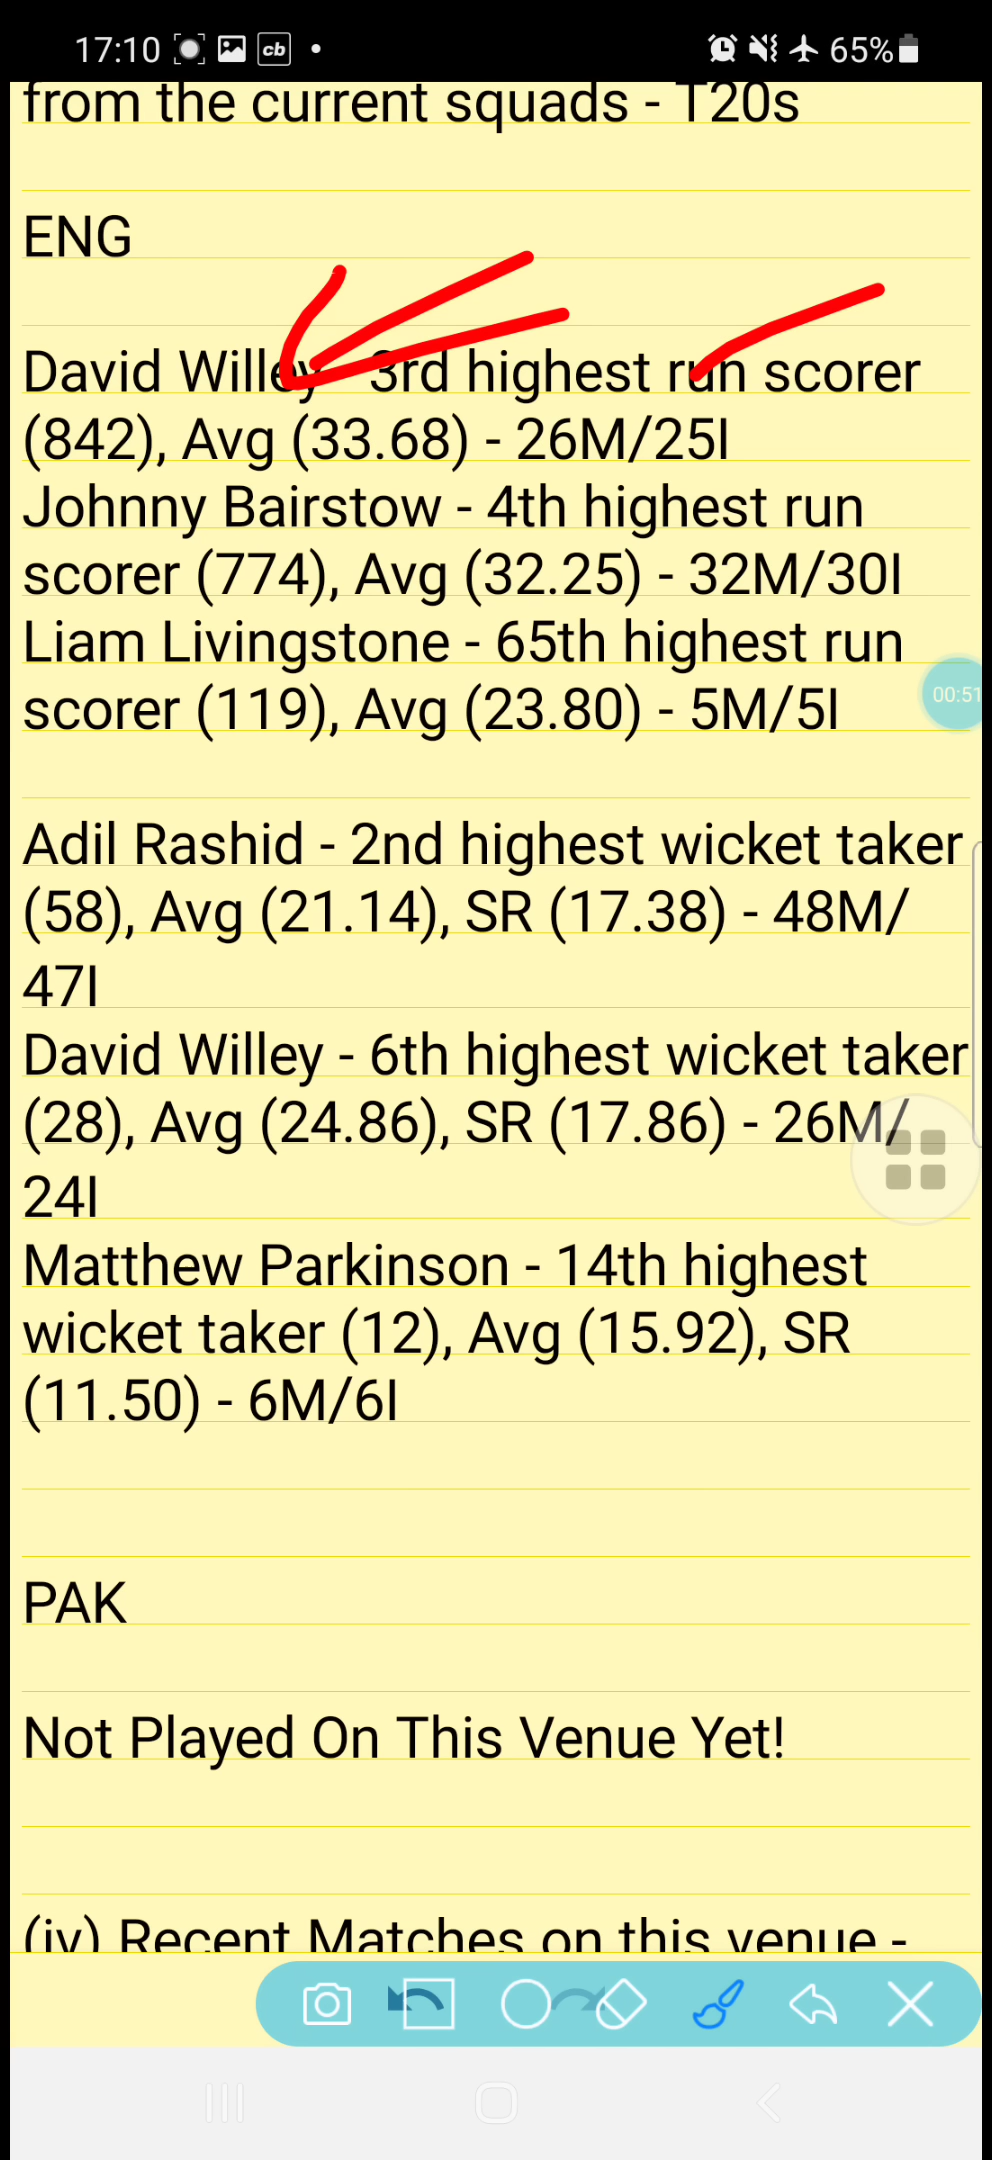 17:10 cb 65%
from the current squads - T20s
ENG
David Willey - 3rd highest run scorer
(842), Avg (33.68) - 26M/25I
Johnny Bairstow - 4th highest run
scorer (774), Avg (32.25) - 32M/30I
Liam Livingstone - 65th highest run
scorer (119), Avg (23.80) - 5M/5I
00:51
Adil Rashid - 2nd highest wicket taker
(58), Avg (21.14), SR (17.38) - 48M/
47I
David Willey - 6th highest wicket taker
(28), Avg (24.86), SR (17.86) - 26M/
24I
Matthew Parkinson - 14th highest
wicket taker (12), Avg (15.92), SR
(11.50) - 6M/6I
PAK
Not Played On This Venue Yet!
(iv) Recent Matches on this venue -